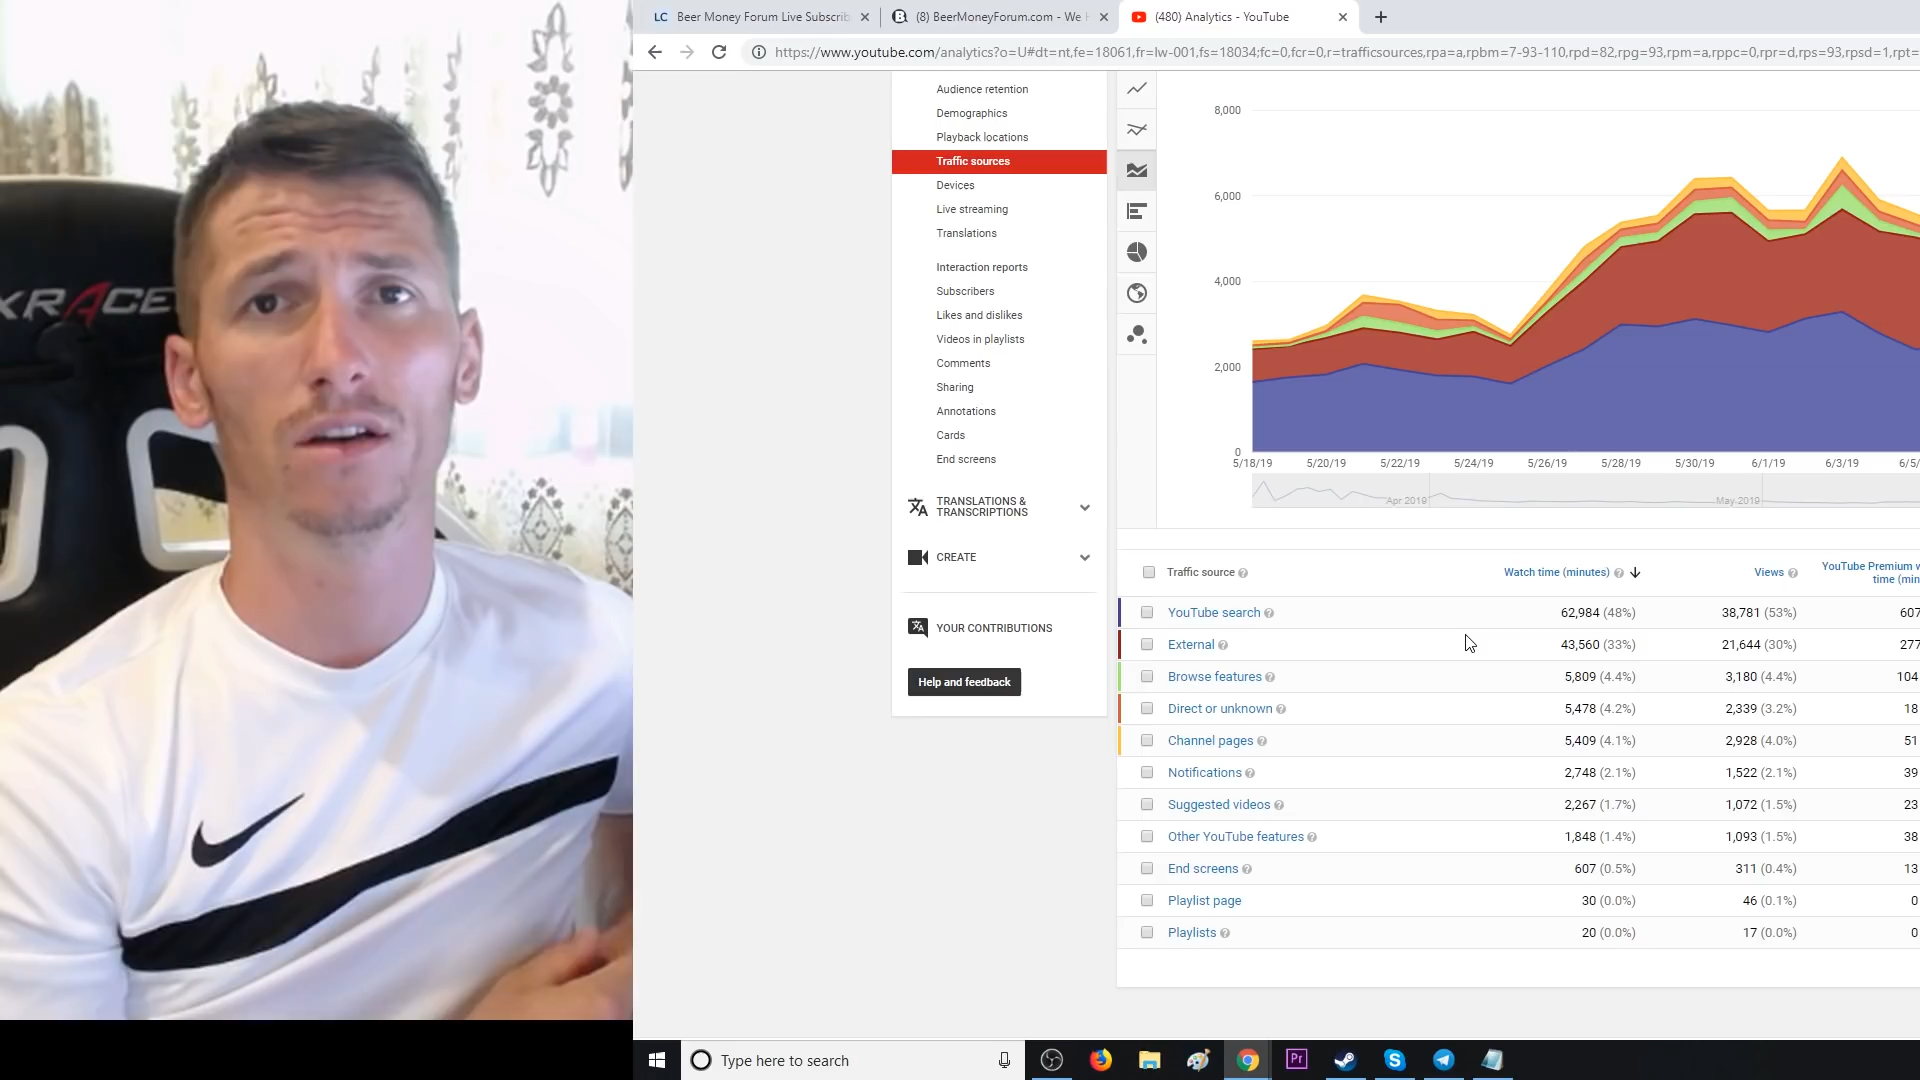 LC Beer Money Forum Live Subscrib
(8) BeerMoneyForum.com - We
(480) Analytics - YouTube
https://www.youtube.com/analytics?o=U#dt=nt,fe=18061,fr=lw-001,fs=18034;fc=0,fcr=0,r=trafficsources,rpa=a,rpbm=7-93-110,rpd=82,rpg=93,rpm=a,rppc=0,rpr=d,rps=93,rpsd=1,rpt=
Audience retention
Demographics
Playback locations
Traffic sources
Devices
Live streaming
Translations
Interaction reports
Subscribers
Likes and dislikes
Videos in playlists
Comments
Sharing
Annotations
Cards
End screens
TRANSLATIONS &
TRANSCRIPTIONS
CREATE
YOUR CONTRIBUTIONS
Help and feedback
8,000
6,000
4,000
2,000
0
5/18/19 5/20/19 5/22/19 5/24/19 5/26/19 5/28/19 5/30/19 6/1/19 6/3/19 6/5/
Apr 2019 May 2019
Traffic source Watch time (minutes) Views YouTube Premium w
time (min
YouTube search 62,984 (48%) 38,781 (53%) 607
External 43,560 (33%) 21,644 (30%) 277
Browse features 5,809 (4.4%) 3,180 (4.4%) 104
Direct or unknown 5,478 (4.2%) 2,339 (3.2%) 18
Channel pages 5,409 (4.1%) 2,928 (4.0%) 51
Notifications 2,748 (2.1%) 1,522 (2.1%) 39
Suggested videos 2,267 (1.7%) 1,072 (1.5%) 23
Other YouTube features 1,848 (1.4%) 1,093 (1.5%) 38
End screens 607 (0.5%) 311 (0.4%) 13
Playlist page 30 (0.0%) 46 (0.1%) 0
Playlists 20 (0.0%) 17 (0.0%) 0
XRACE
Type here to search
Pr